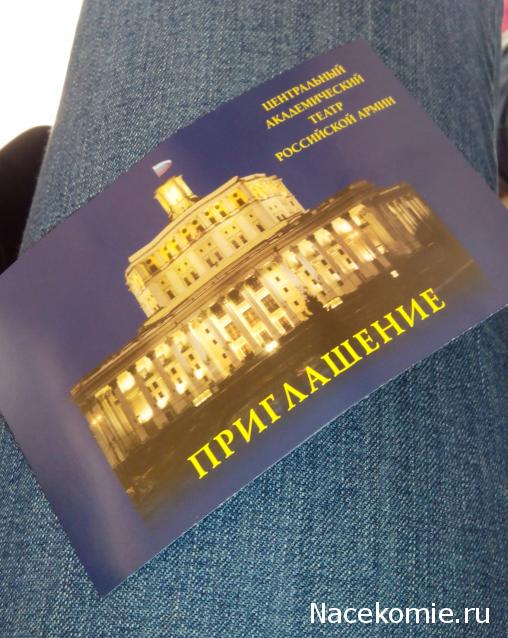 ЦЕНТРАЛЬНЫЙ
АКАДЕМИЧЕСКИЙ
ТЕАТР
РОССИЙСКОЙ АРМИИ
ПРИГЛАШЕНИЕ
Nacekomie.ru